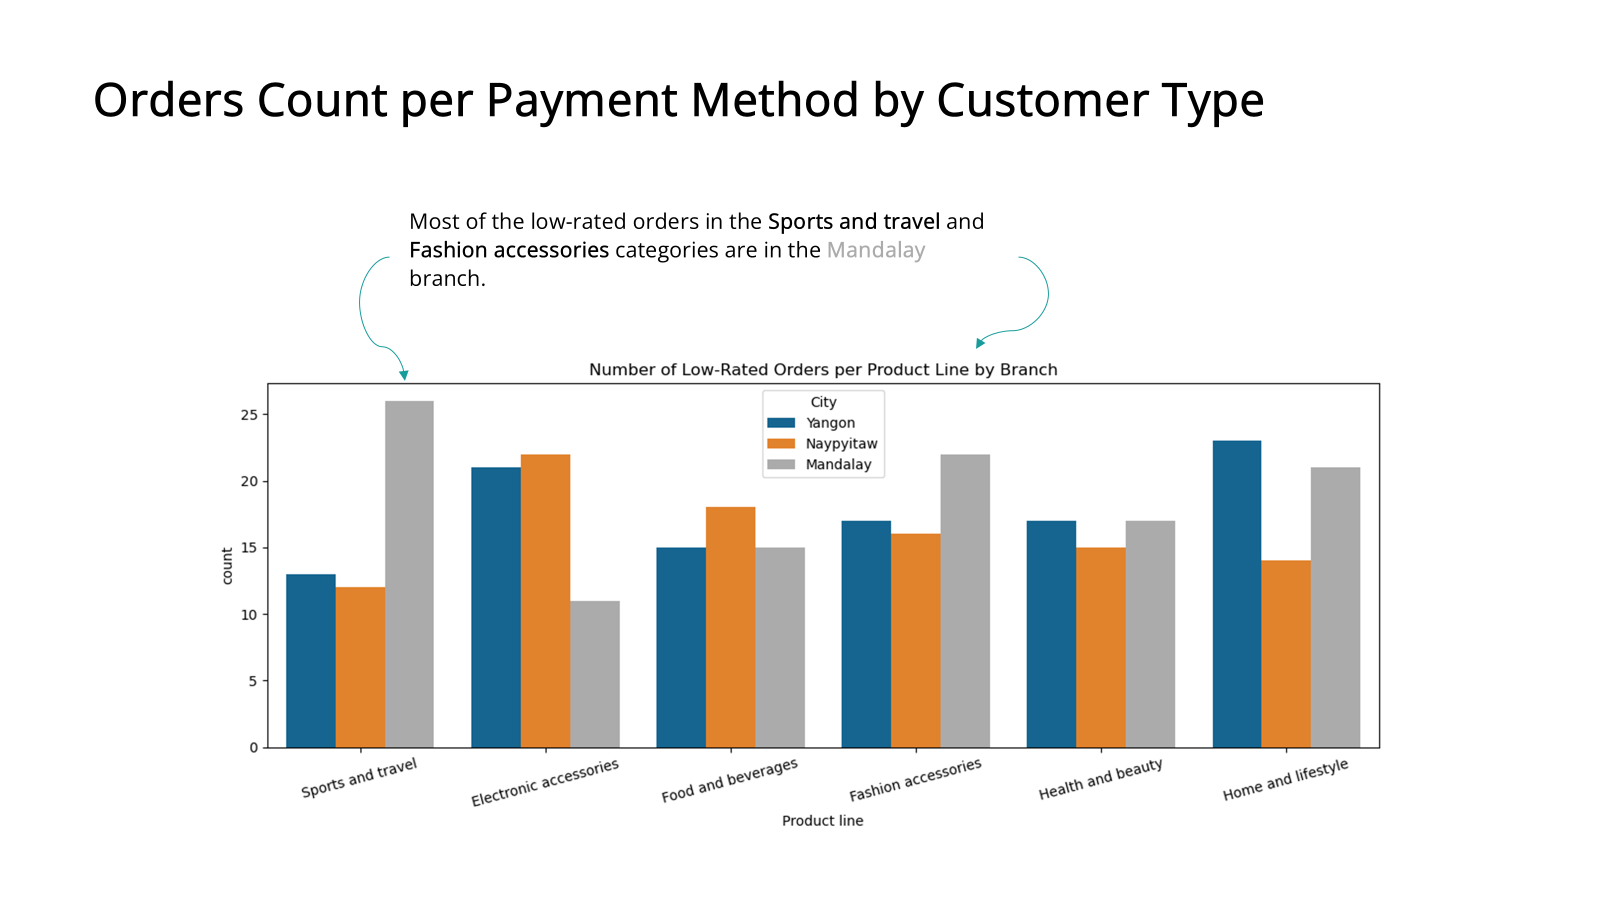 Orders Count per Payment Method by Customer Type
Most of the low-rated orders in the Sports and travel and
Fashion accessories categories are in the Mandalay
branch.
Number of Low-Rated Orders per Product Line by Branch
City
Yangon
Naypyitaw
Mandalay
25
20
15
10
5
0
count
Sports and travel
Electronic accessories
Food and beverages
Fashion accessories
Health and beauty
Home and lifestyle
Product line